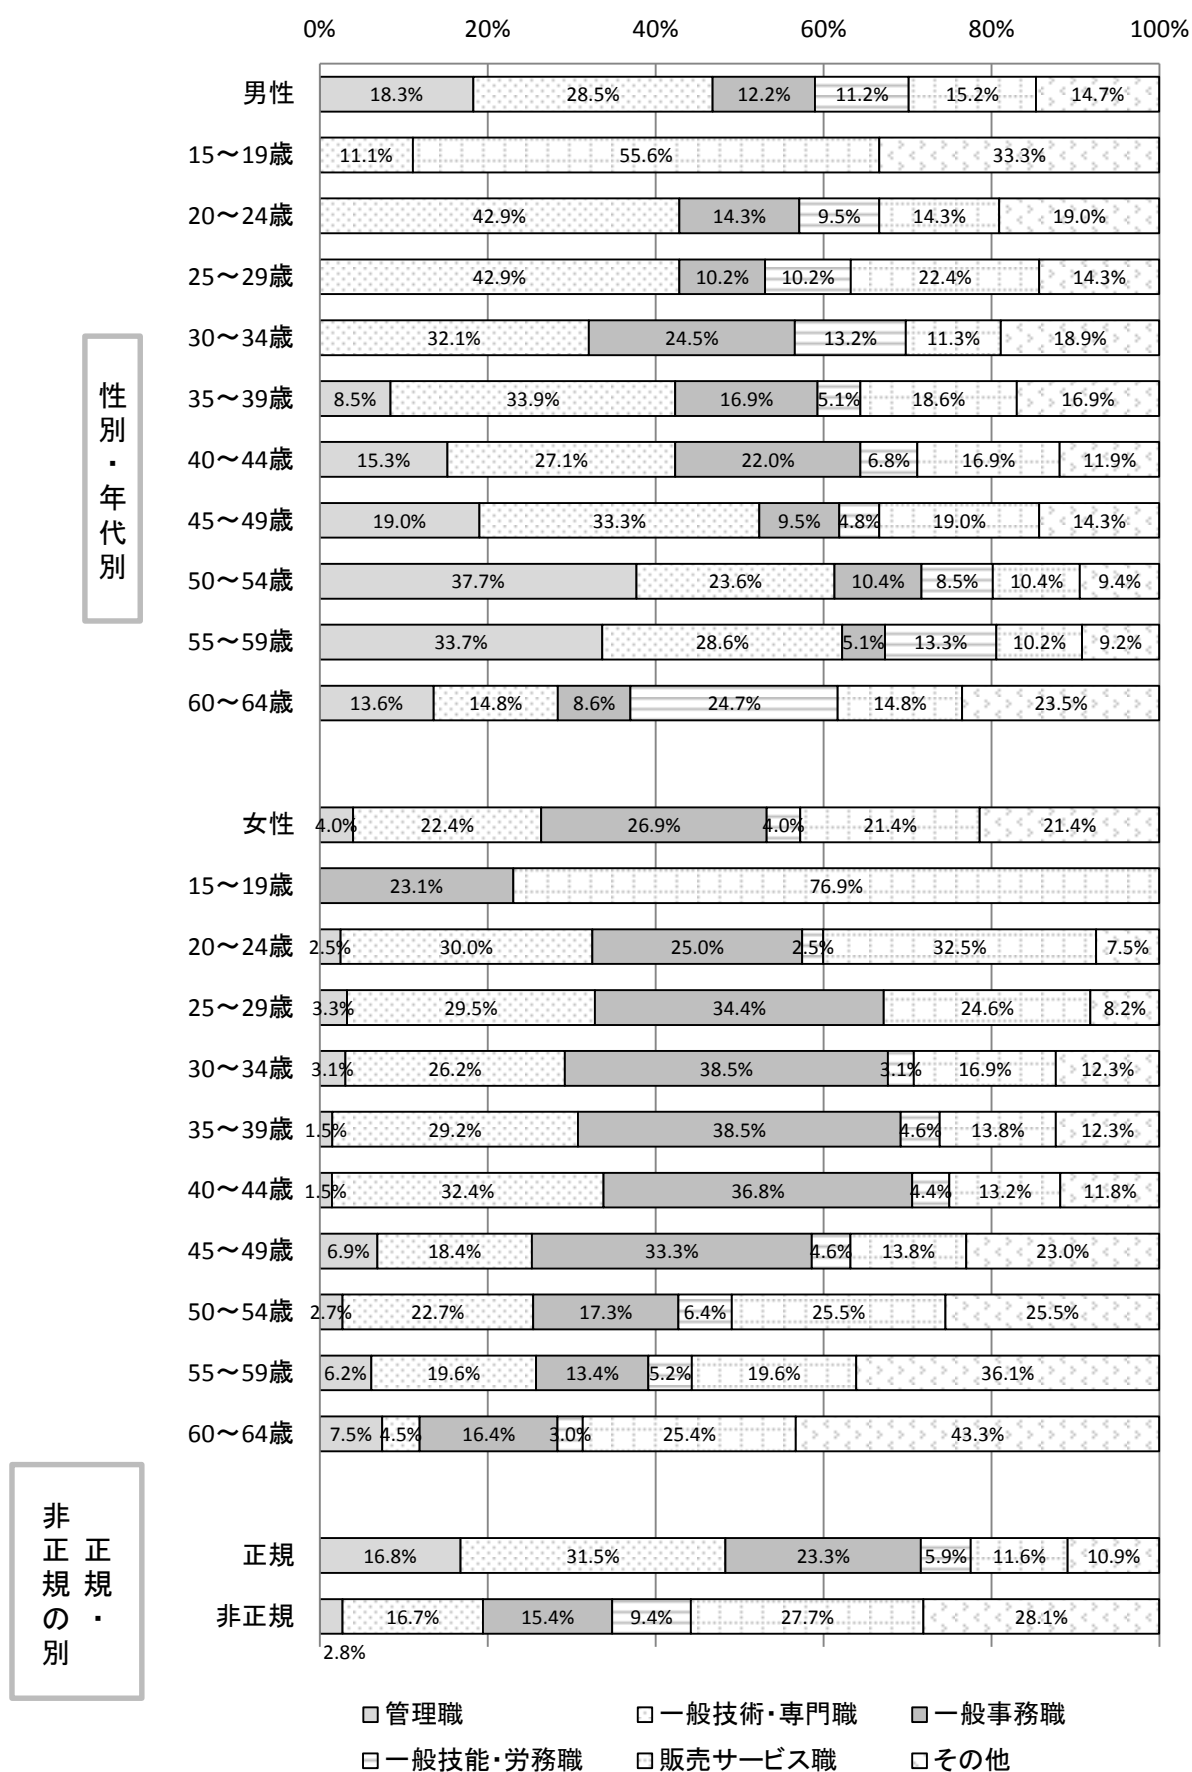 0% 20% 40% 60% 80% 100%
男性 18.3% 28.5% 12.2% 11.2% 15.2% 14.7%
15～19歳 11.1% 55.6% 33.3%
20～24歳 42.9% 14.3% 9.5% 14.3% 19.0%
25～29歳 42.9% 10.2% 10.2% 22.4% 14.3%
30～34歳 32.1% 24.5% 13.2% 11.3% 18.9%
35～39歳 8.5% 33.9% 16.9% 5.1% 18.6% 16.9%
40～44歳 15.3% 27.1% 22.0% 6.8% 16.9% 11.9%
45～49歳 19.0% 33.3% 9.5% 4.8% 19.0% 14.3%
50～54歳 37.7% 23.6% 10.4% 8.5% 10.4% 9.4%
55～59歳 33.7% 28.6% 5.1% 13.3% 10.2% 9.2%
60～64歳 13.6% 14.8% 8.6% 24.7% 14.8% 23.5%
性別・年代別
女性 4.0% 22.4% 26.9% 4.0% 21.4% 21.4%
15～19歳 23.1% 76.9%
20～24歳 2.5% 30.0% 25.0% 2.5% 32.5% 7.5%
25～29歳 3.3% 29.5% 34.4% 24.6% 8.2%
30～34歳 3.1% 26.2% 38.5% 3.1% 16.9% 12.3%
35～39歳 1.5% 29.2% 38.5% 4.6% 13.8% 12.3%
40～44歳 1.5% 32.4% 36.8% 4.4% 13.2% 11.8%
45～49歳 6.9% 18.4% 33.3% 4.6% 13.8% 23.0%
50～54歳 2.7% 22.7% 17.3% 6.4% 25.5% 25.5%
55～59歳 6.2% 19.6% 13.4% 5.2% 19.6% 36.1%
60～64歳 7.5% 4.5% 16.4% 3.0% 25.4% 43.3%
正規・
非正規の別
正規 16.8% 31.5% 23.3% 5.9% 11.6% 10.9%
非正規 16.7% 15.4% 9.4% 27.7% 28.1%
2.8%
管理職 一般技術・専門職 一般事務職
一般技能・労務職 販売サービス職 その他